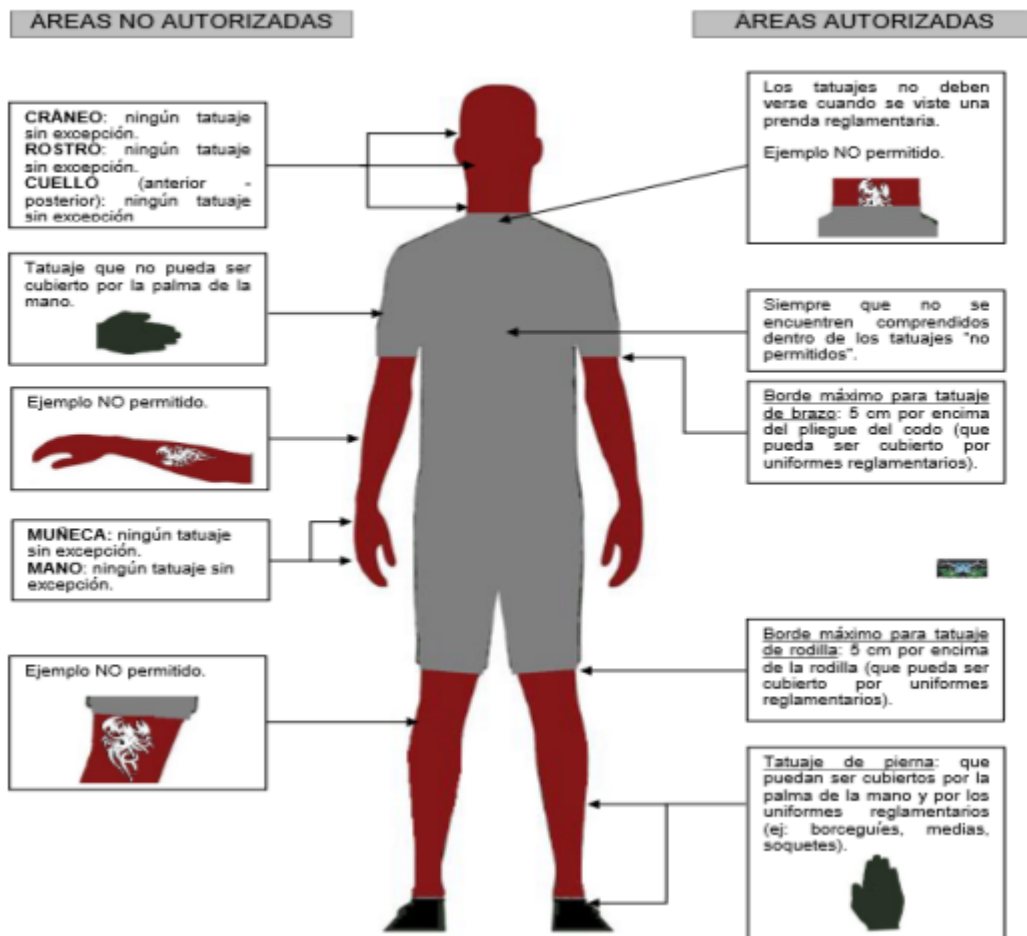 ÁREAS NO AUTORIZADAS
CRÁNEO: ningún tatuaje
sin excepción.
ROSTRO: ningún tatuaje
sin excepción.
CUELLO (anterior -
posterior): ningún tatuaje
sin excepción
Tatuaje que no pueda ser
cubierto por la palma de la
mano.
Ejemplo NO permitido.
MUÑECA: ningún tatuaje
sin excepción.
MANO: ningún tatuaje sin
excepción.
Ejemplo NO permitido.
ÁREAS AUTORIZADAS
Los tatuajes no deben
verse cuando se viste una
prenda reglamentaria.
Ejemplo NO permitido.
Siempre que no se
encuentren comprendidos
dentro de los tatuajes "no
permitidos".
Borde máximo para tatuaje
de brazo: 5 cm por encima
del pliegue del codo (que
pueda ser cubierto por
uniformes reglamentarios).
Borde máximo para tatuaje
de rodilla: 5 cm por encima
de la rodilla (que pueda ser
cubierto por uniformes
reglamentarios).
Tatuaje de pierna: que
puedan ser cubiertos por la
palma de la mano y por los
uniformes reglamentarios
(ej: borceguíes, medias,
soquetes).